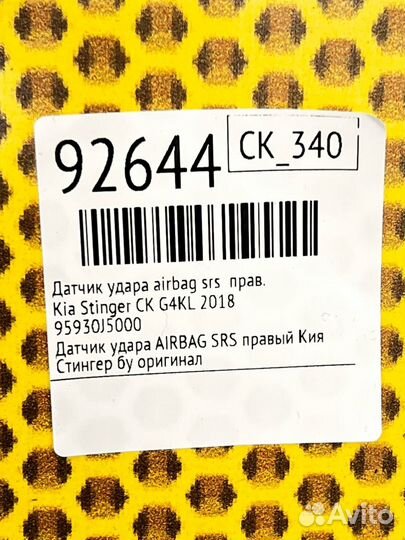 92644
CK_340
Датчик удара airbag srs прав.
Kia Stinger CK G4KL 2018
95930J5000
Датчик удара AIRBAG SRS правый Кия
Стингер бу оригинал
Avito